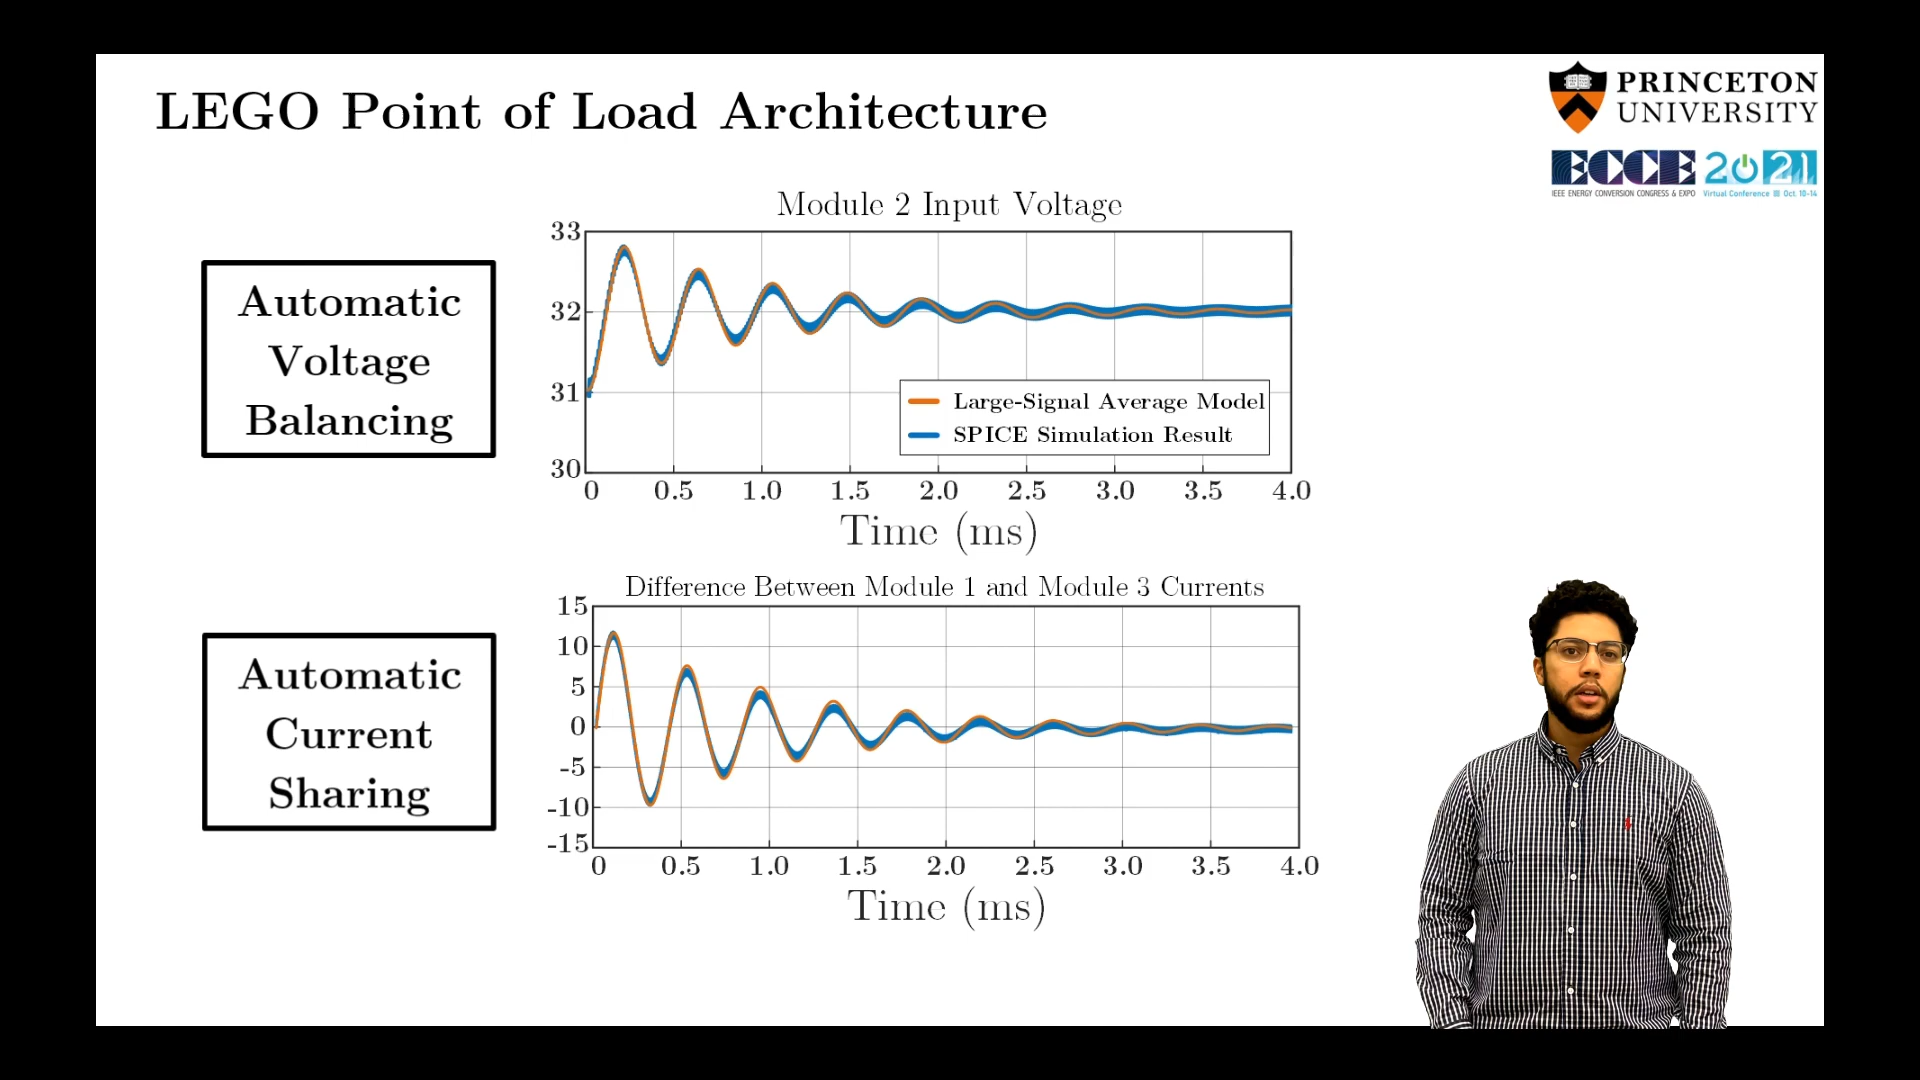 LEGO Point of Load Architecture
PRINCETON
UNIVERSITY
ECCE 2021
IEEE ENERGY CONVERSION CONGRESS & EXPO
Virtual Conference
Oct. 10-14
Automatic
Voltage
Balancing
Module 2 Input Voltage
33
32
31
30
Large-Signal Average Model
SPICE Simulation Result
0 0.5 1.0 1.5 2.0 2.5 3.0 3.5 4.0
Time (ms)
Automatic
Current
Sharing
Difference Between Module 1 and Module 3 Currents
15
10
5
0
-5
-10
-15
0 0.5 1.0 1.5 2.0 2.5 3.0 3.5 4.0
Time (ms)